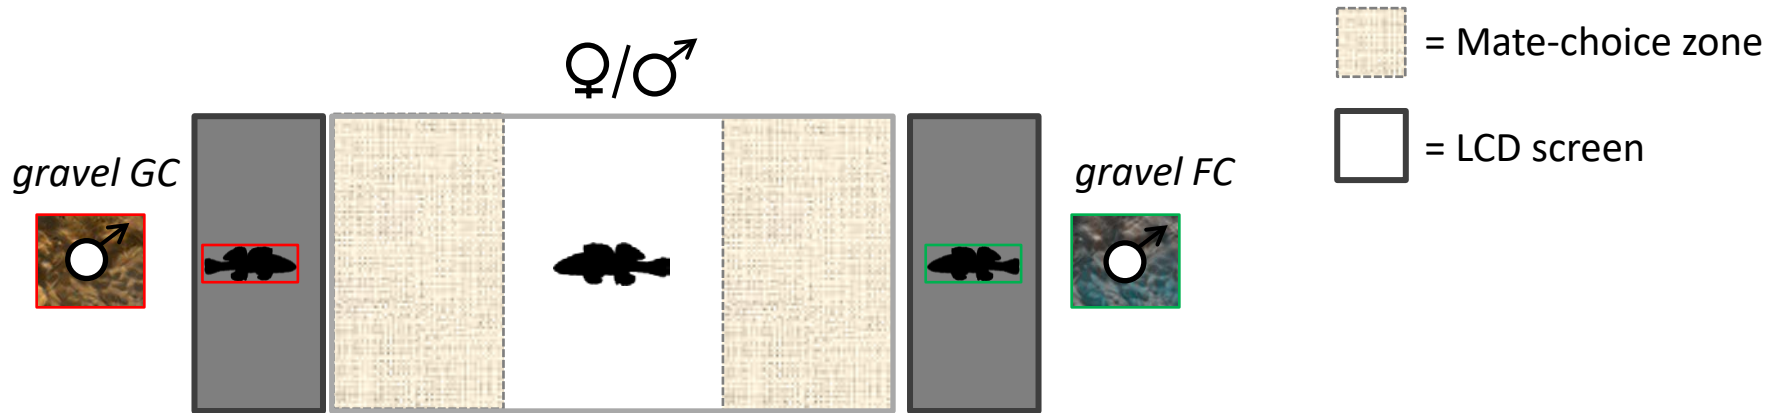 ♀/♂
gravel GC
gravel FC
= Mate-choice zone
= LCD screen